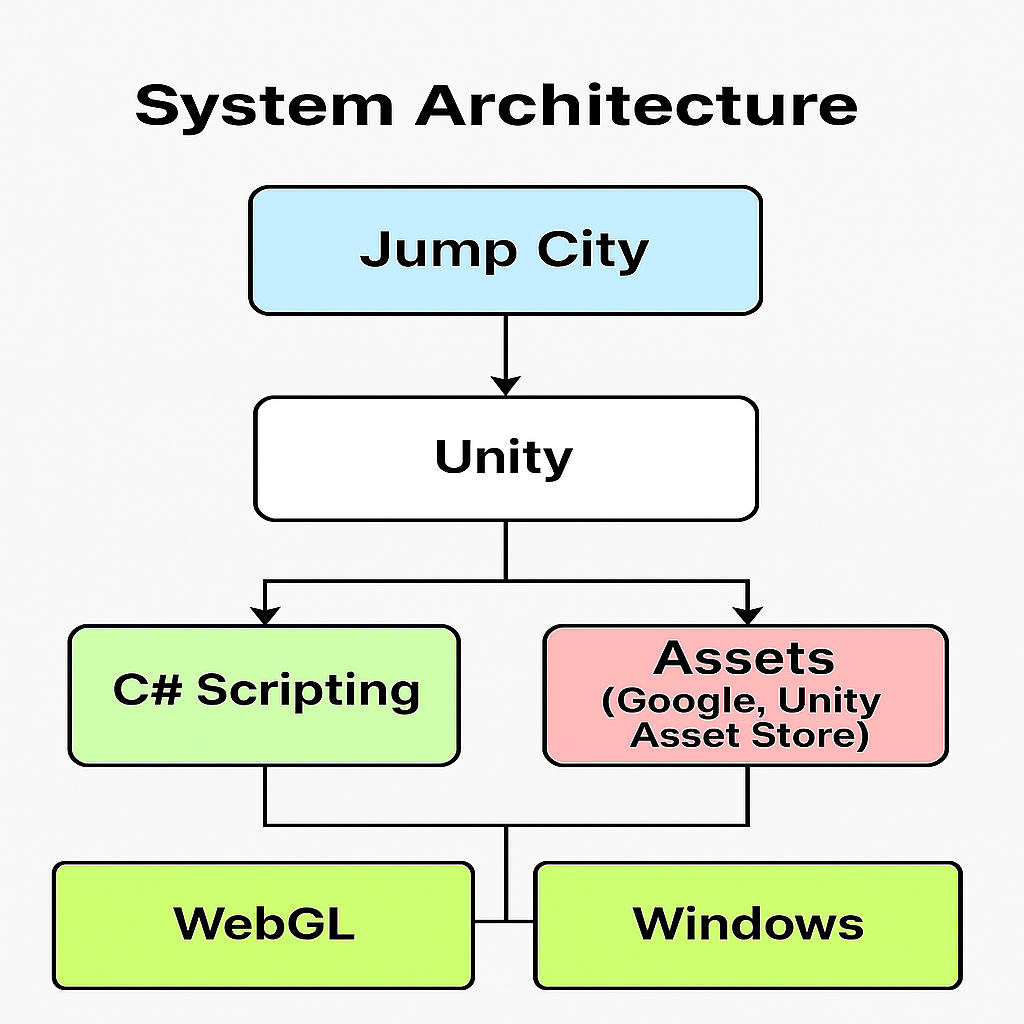 System Architecture
Jump City
Unity
C# Scripting
Assets
(Google, Unity
Asset Store)
WebGL
Windows